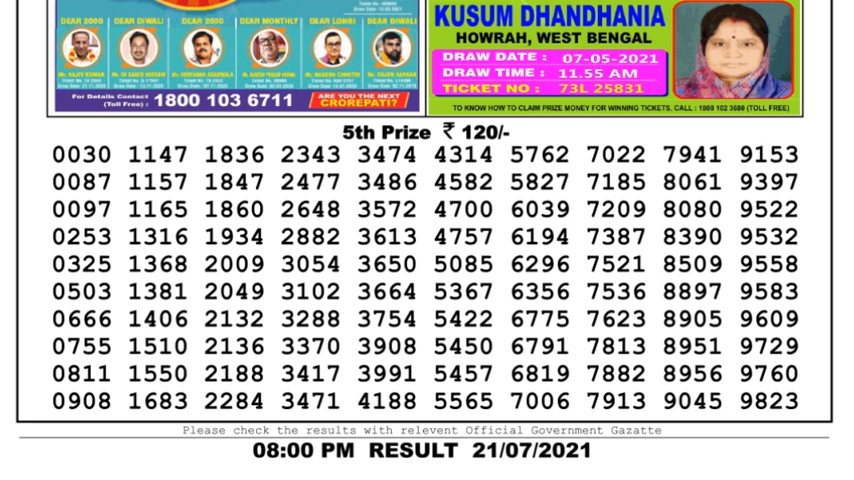 DEAR 2000 DEAR DIWALI DEAR 2000 DEAR MONTHLY DEAR LOHRI DEAR DIWALI
For Details Contact (Toll Free) : 1800 103 6711 ARE YOU THE NEXT CROREPATI?
KUSUM DHANDHANIA
HOWRAH, WEST BENGAL
DRAW DATE : 07-05-2021
DRAW TIME : 11.55 AM
TICKET NO : 73L 25831
TO KNOW HOW TO CLAIM PRIZE MONEY FOR WINNING TICKETS. CALL : 1800 102 3600 (TOLL FREE)
5th Prize ₹ 120/-
0030 1147 1836 2343 3474 4314 5762 7022 7941 9153
0087 1157 1847 2477 3486 4582 5827 7185 8061 9397
0097 1165 1860 2648 3572 4700 6039 7209 8080 9522
0253 1316 1934 2882 3613 4757 6194 7387 8390 9532
0325 1368 2009 3054 3650 5085 6296 7521 8509 9558
0503 1381 2049 3102 3664 5367 6356 7536 8897 9583
0666 1406 2132 3288 3754 5422 6775 7623 8905 9609
0755 1510 2136 3370 3908 5450 6791 7813 8951 9729
0811 1550 2188 3417 3991 5457 6819 7882 8956 9760
0908 1683 2284 3471 4188 5565 7006 7913 9045 9823
Please check the results with relevent Official Government Gazatte
08:00 PM RESULT 21/07/2021